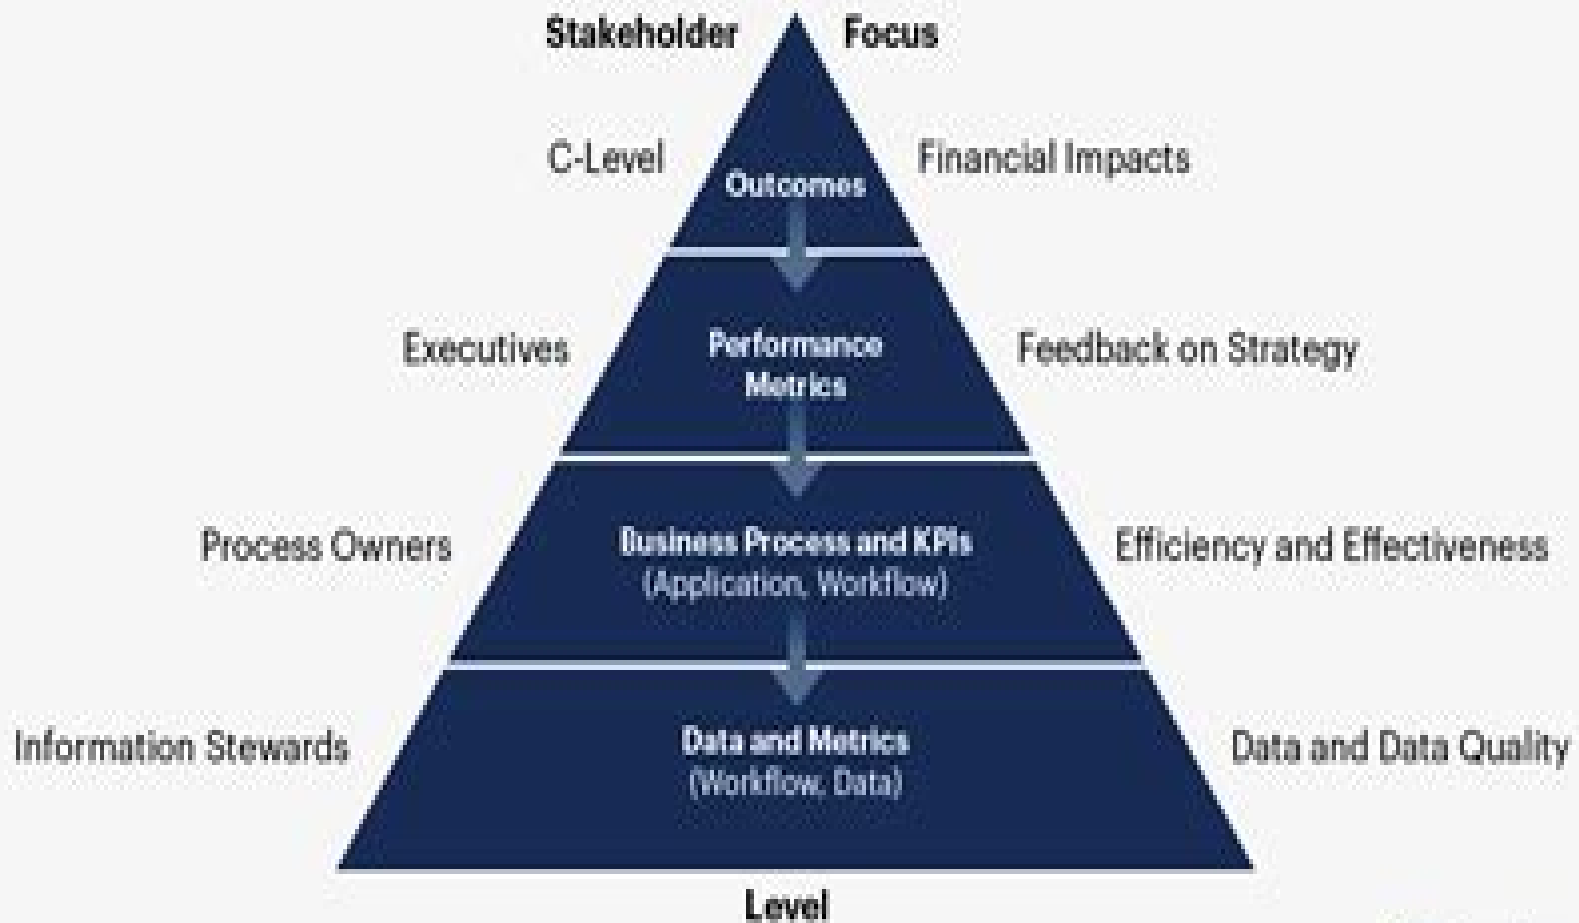 Stakeholder Focus
C-Level
Outcomes
Financial Impacts
Executives
Performance
Metrics
Feedback on Strategy
Process Owners
Business Process and KPIs
(Application, Workflow)
Efficiency and Effectiveness
Information Stewards
Data and Metrics
(Workflow, Data)
Data and Data Quality
Level